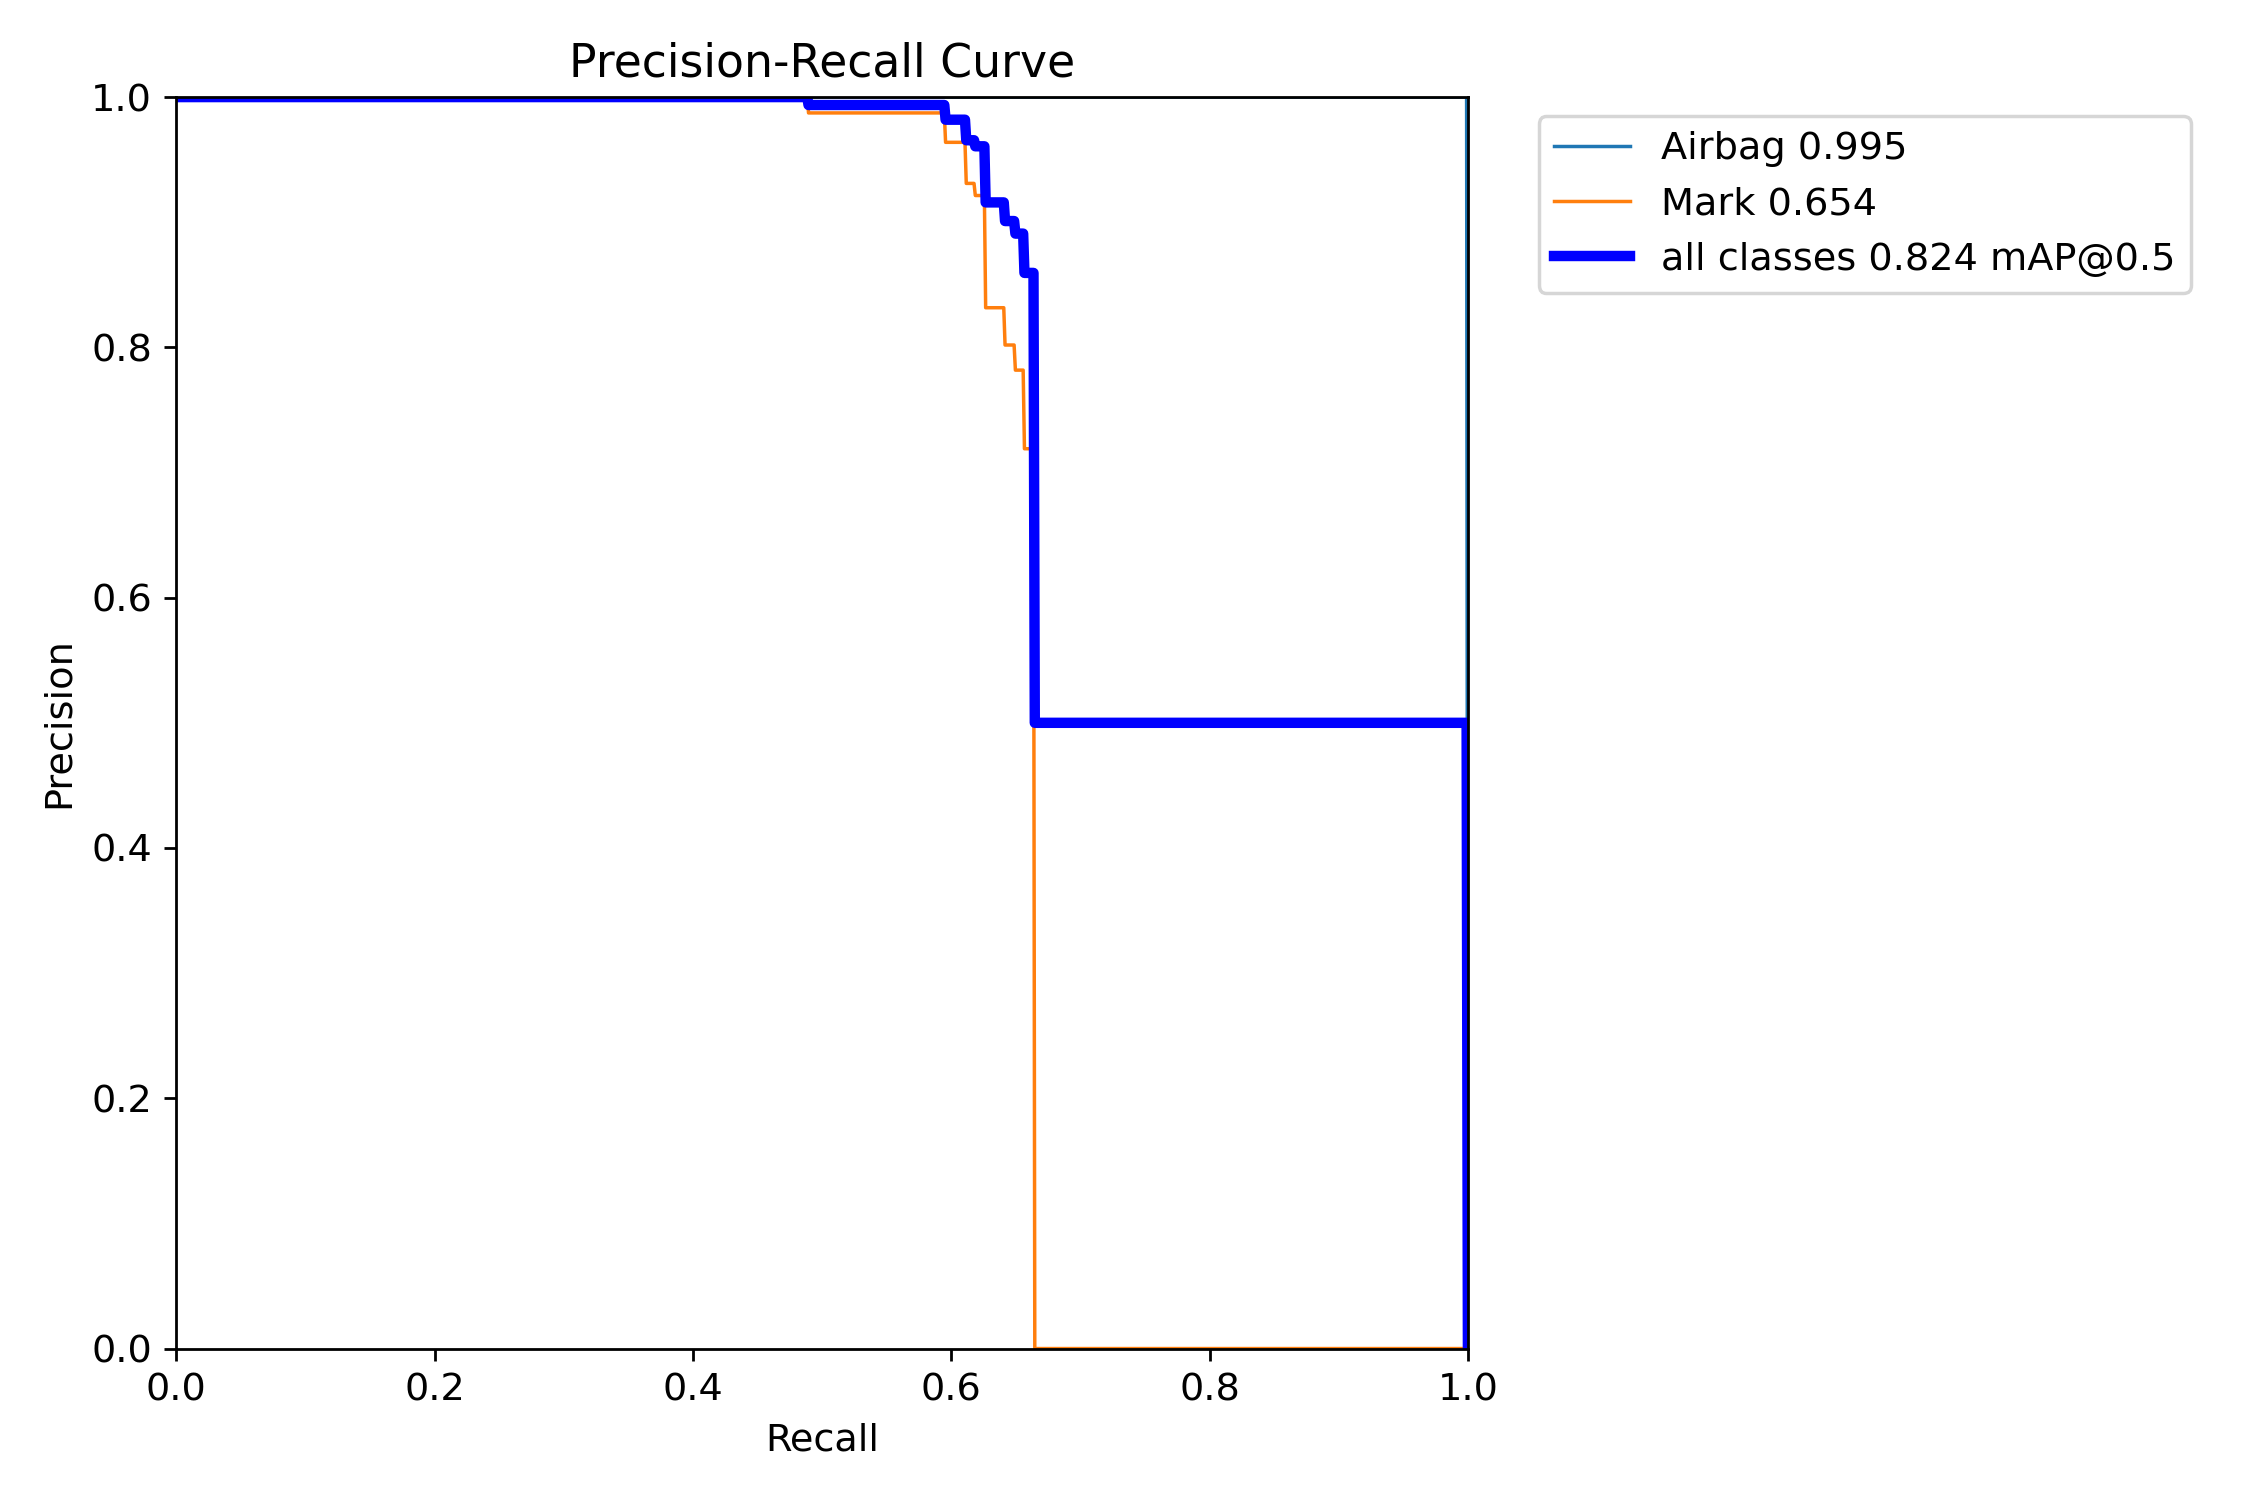 Precision-Recall Curve
1.0
0.8
0.6
0.4
0.2
0.0
Precision
0.0 0.2 0.4 0.6 0.8 1.0
Recall
Airbag 0.995
Mark 0.654
all classes 0.824 mAP@0.5